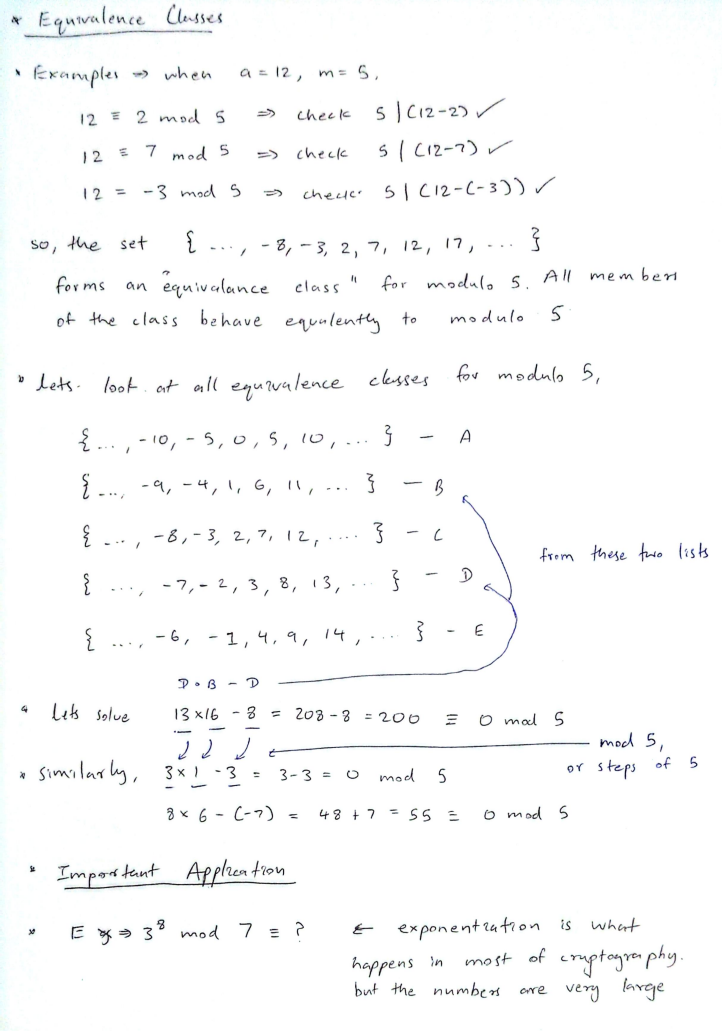 * Equivalence Classes
* Examples ⇒ when a = 12, m = 5,
12 ≡ 2 mod 5 ⇒ check 5 | (12-2) ✓
12 ≡ 7 mod 5 ⇒ check 5 | (12-7) ✓
12 = -3 mod 5 ⇒ check 5 | (12-(-3)) ✓
so, the set { ..., -8, -3, 2, 7, 12, 17, ... }
forms an "equivalance class" for modulo 5. All members
of the class behave equalently to modulo 5
* Lets look at all equivalence classes for modulo 5,
{ ..., -10, -5, 0, 5, 10, ... } - A
{ ..., -9, -4, 1, 6, 11, ... } - B
{ ..., -8, -3, 2, 7, 12, .... } - C
from these two lists
{ ..., -7, -2, 3, 8, 13, ... } - D
{ ..., -6, -1, 4, 9, 14, ... } - E
D • B - D
* Lets solve 13 x 16 - 8 = 208 - 8 = 200 ≡ 0 mod 5
mod 5,
or steps of 5
* Similarly, 3 x 1 - 3 = 3 - 3 = 0 mod 5
8 x 6 - (-7) = 48 + 7 = 55 ≡ 0 mod 5
* Important Application
* Ex ⇒ 3^8 mod 7 ≡ ? ← exponentiation is what
happens in most of cryptography.
but the numbers are very large